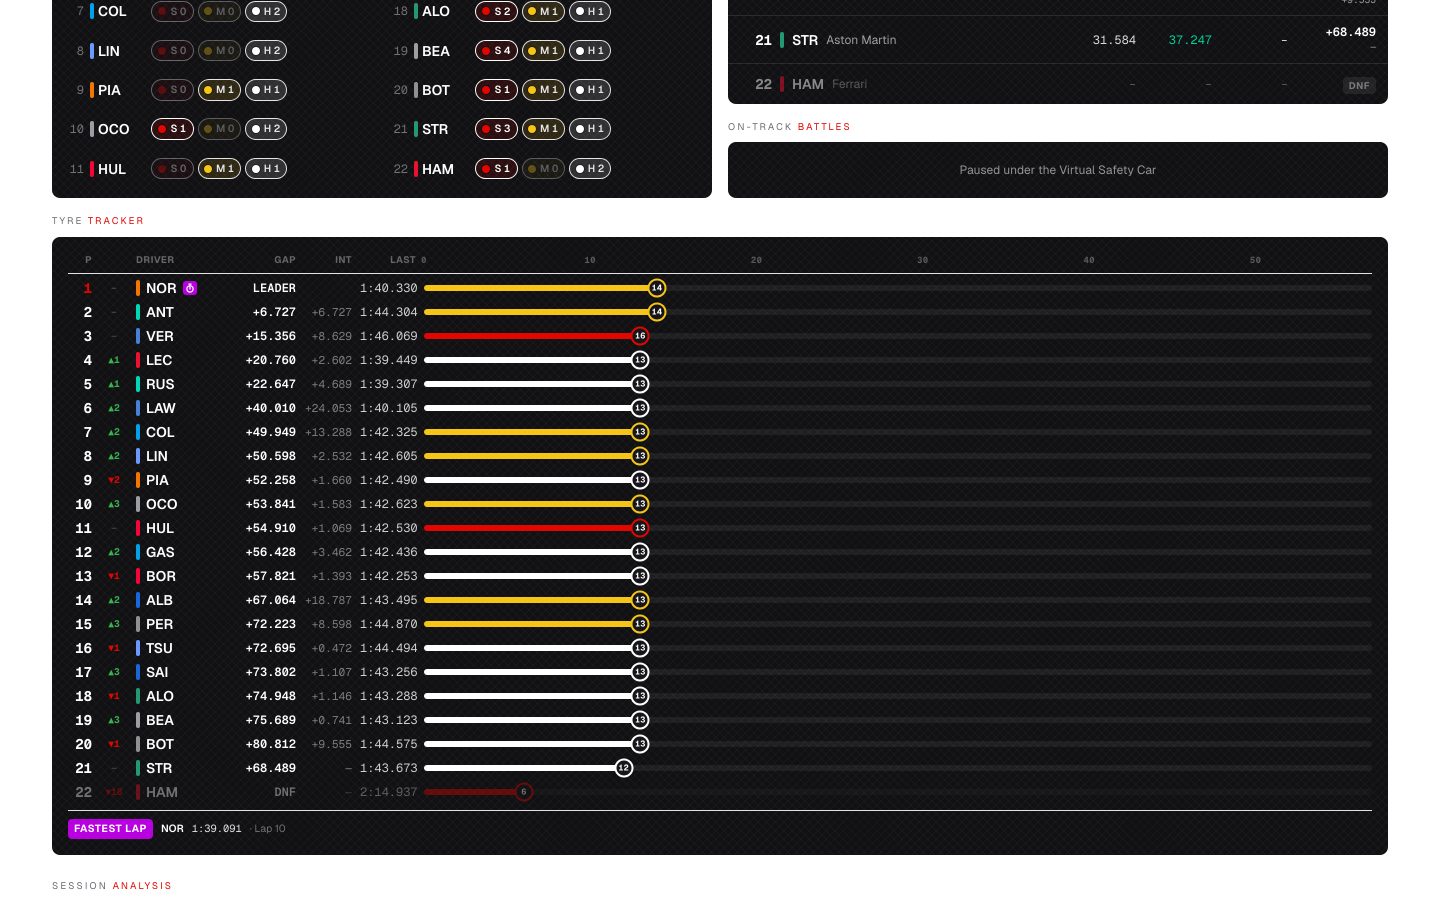 7 COL S 0 M 0 H 2 18 ALO S 2 M 1 H 1
8 LIN S 0 M 0 H 2 19 BEA S 4 M 1 H 1
9 PIA S 0 M 1 H 1 20 BOT S 1 M 1 H 1
10 OCO S 1 M 0 H 2 21 STR S 3 M 1 H 1
11 HUL S 0 M 1 H 1 22 HAM S 1 M 0 H 2
21 STR Aston Martin 31.584 37.247 – +68.489
–
22 HAM Ferrari – – – DNF
ON-TRACK BATTLES
Paused under the Virtual Safety Car
TYRE TRACKER
P DRIVER GAP INT LAST 0 10 20 30 40 50
1 – NOR LEADER 1:40.330 14
2 – ANT +6.727 +6.727 1:44.304 14
3 – VER +15.356 +8.629 1:46.069 16
4 ▲1 LEC +20.760 +2.602 1:39.449 13
5 ▲1 RUS +22.647 +4.689 1:39.307 13
6 ▲2 LAW +40.010 +24.053 1:40.105 13
7 ▲2 COL +49.949 +13.288 1:42.325 13
8 ▲2 LIN +50.598 +2.532 1:42.605 13
9 ▼2 PIA +52.258 +1.660 1:42.490 13
10 ▲3 OCO +53.841 +1.583 1:42.623 13
11 – HUL +54.910 +1.069 1:42.530 13
12 ▲2 GAS +56.428 +3.462 1:42.436 13
13 ▼1 BOR +57.821 +1.393 1:42.253 13
14 ▲2 ALB +67.064 +18.787 1:43.495 13
15 ▲3 PER +72.223 +8.598 1:44.870 13
16 ▼1 TSU +72.695 +0.472 1:44.494 13
17 ▲3 SAI +73.802 +1.107 1:43.256 13
18 ▼1 ALO +74.948 +1.146 1:43.288 13
19 ▲3 BEA +75.689 +0.741 1:43.123 13
20 ▼1 BOT +80.812 +9.555 1:44.575 13
21 – STR +68.489 – 1:43.673 12
22 ▼18 HAM DNF – 2:14.937 6
FASTEST LAP NOR 1:39.091 · Lap 10
SESSION ANALYSIS